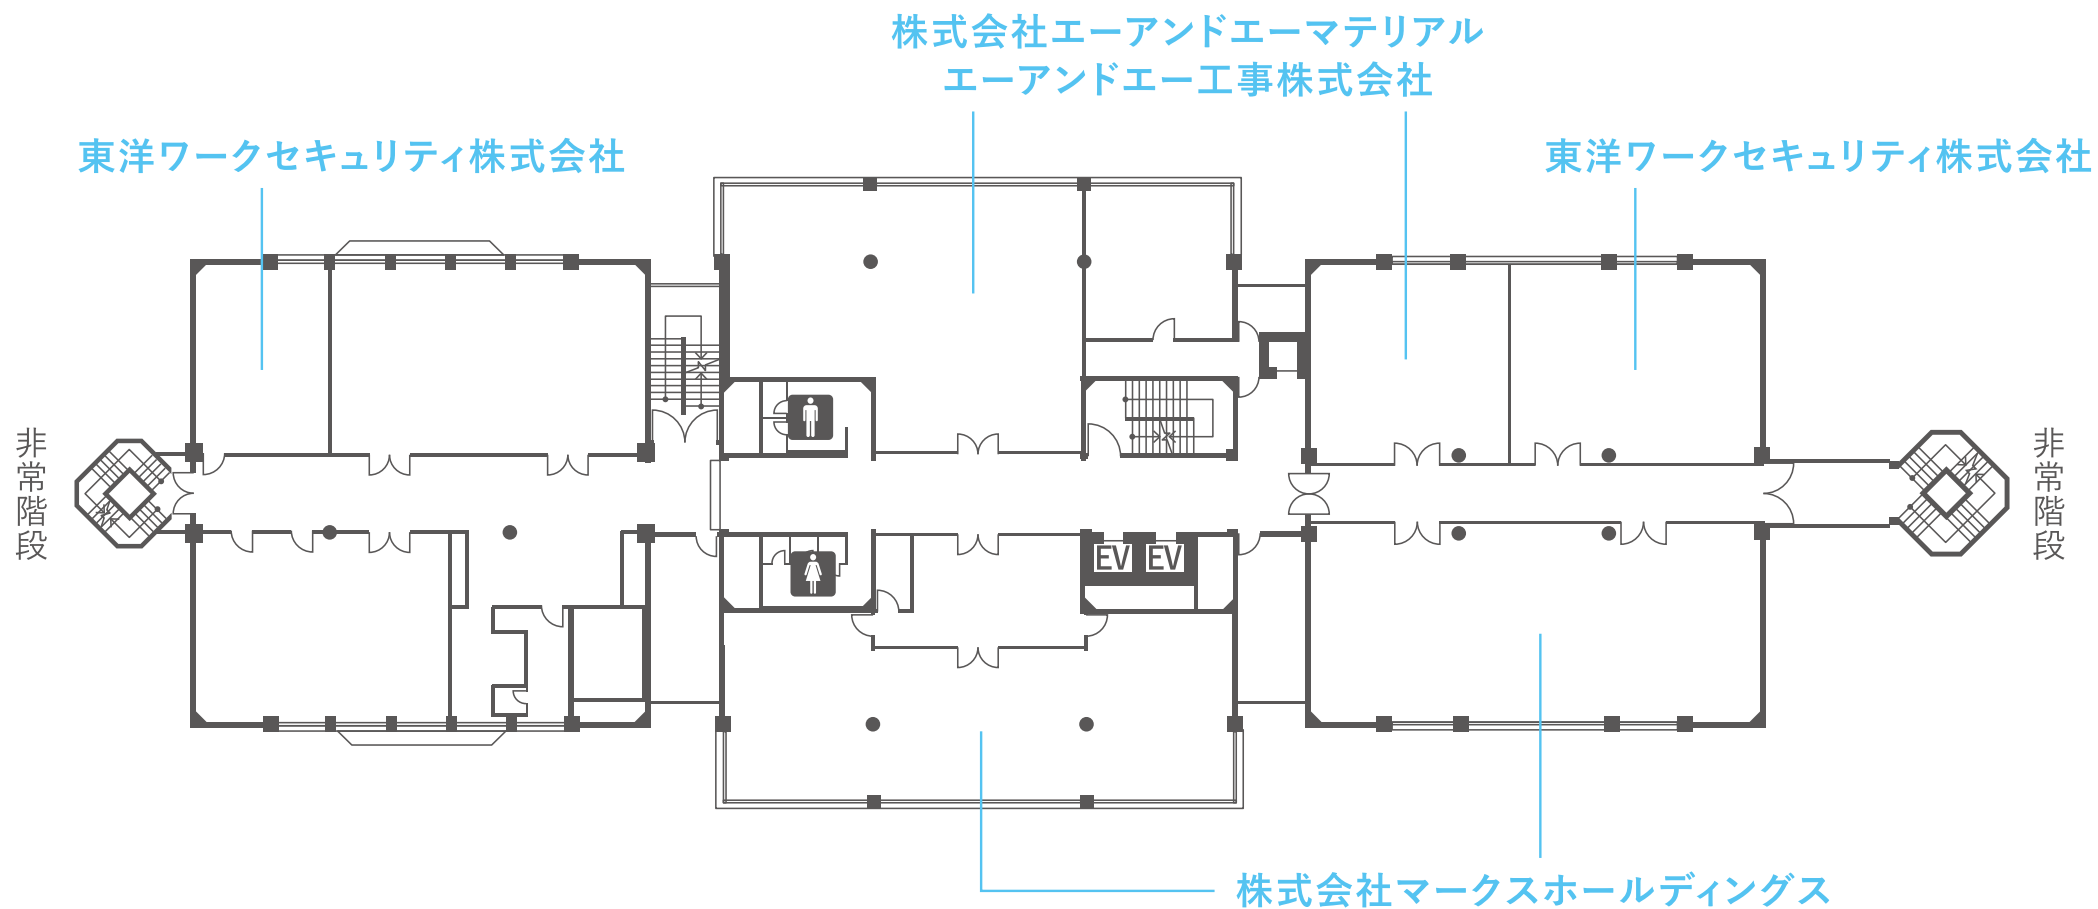 株式会社エーアンドエーマテリアル
エーアンドエー工事株式会社
東洋ワークセキュリティ株式会社
東洋ワークセキュリティ株式会社
非常階段
非常階段
EV
EV
株式会社マークスホールディングス